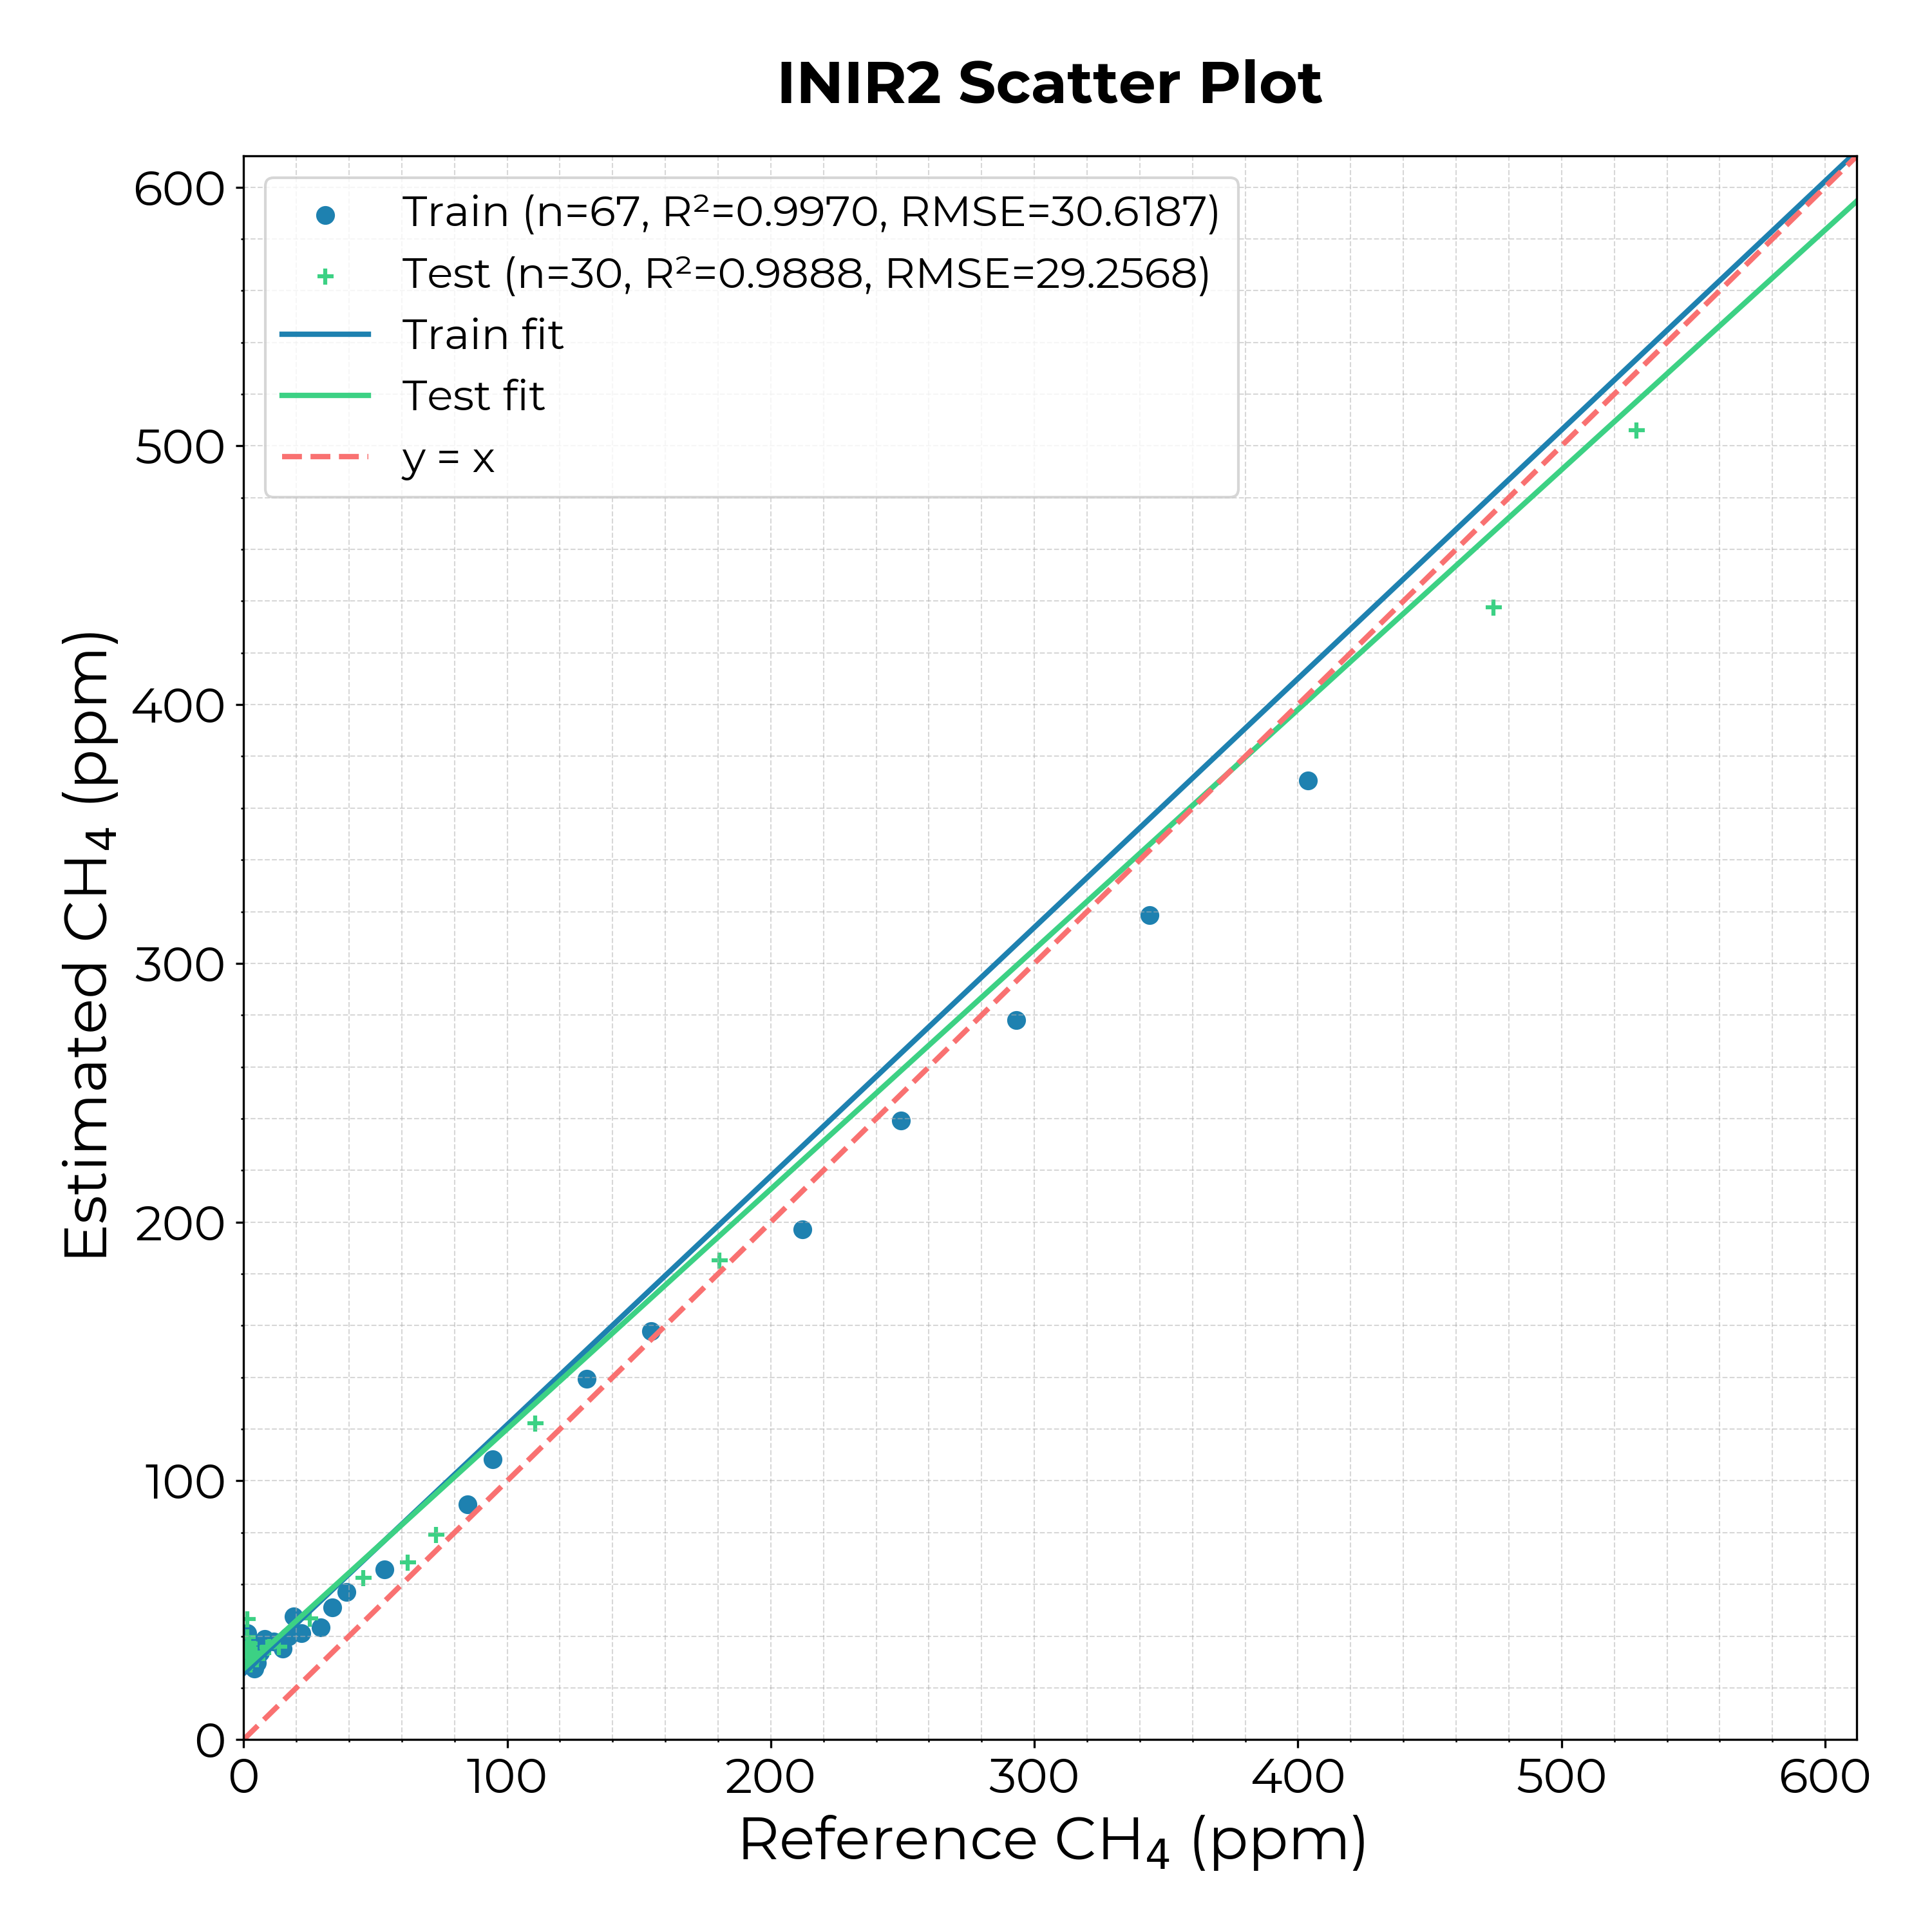 INIR2 Scatter Plot
Train (n=67, R²=0.9970, RMSE=30.6187)
Test (n=30, R²=0.9888, RMSE=29.2568)
Train fit
Test fit
y = x
600
500
400
300
200
100
0
Estimated CH₄ (ppm)
0 100 200 300 400 500 600
Reference CH₄ (ppm)